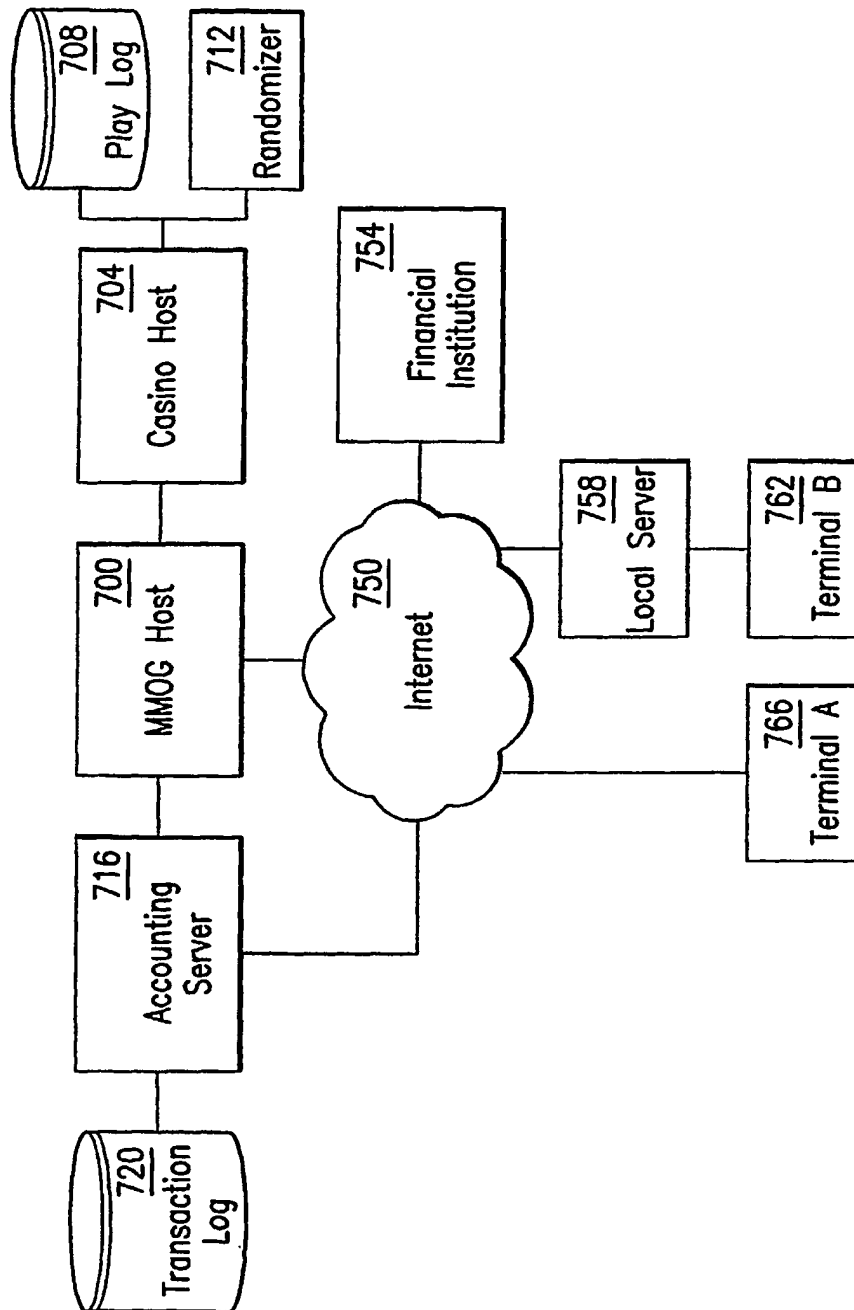 720
Transaction
Log
716
Accounting
Server
700
MMOG Host
704
Casino Host
708
Play Log
712
Randomizer
750
Internet
754
Financial
Institution
766
Terminal A
758
Local Server
762
Terminal B